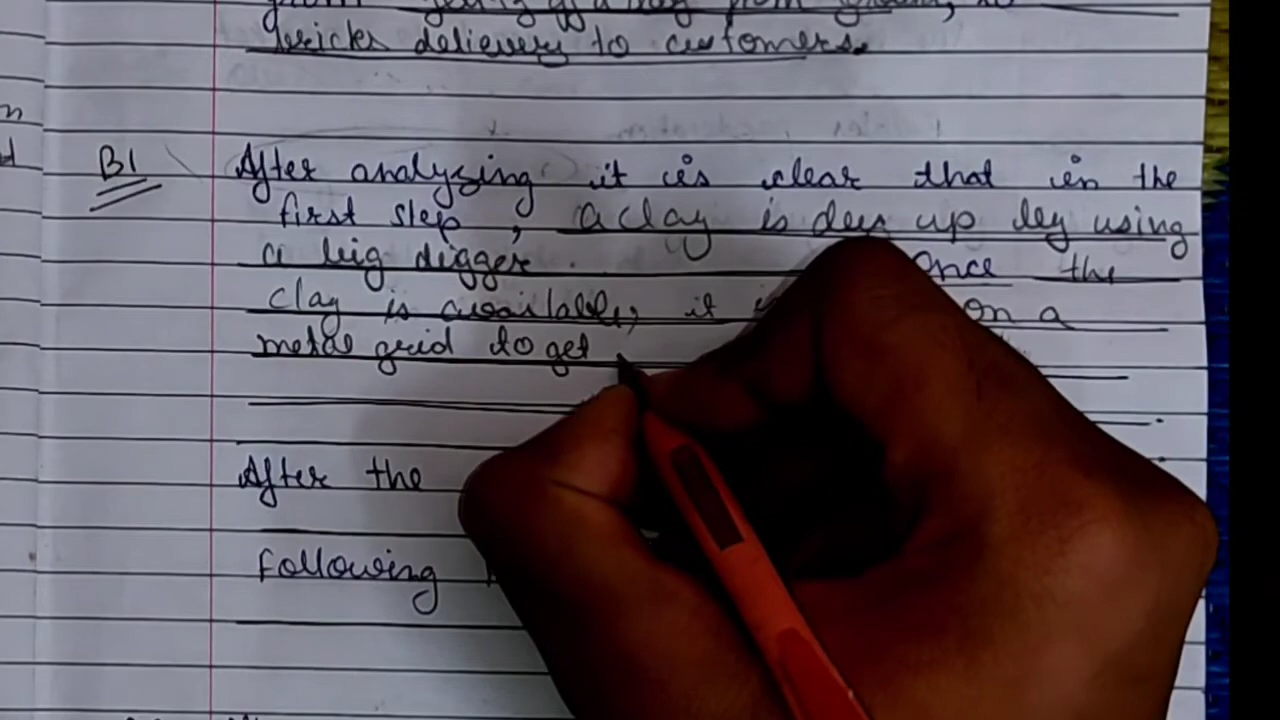 bricks delievery to customers.
B1 After analyzing it is clear that in the
first step, a clay is dug up by using
a big digger. Once the
clay is available, it on a
metal grid to get
After the
following